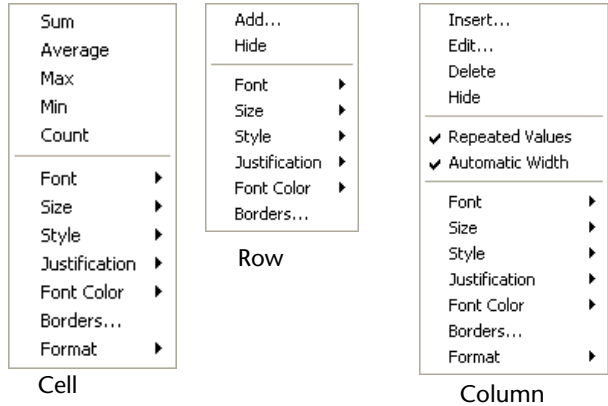 Sum
Average
Max
Min
Count
Font
Size
Style
Justification
Font Color
Borders...
Format
Cell
Add...
Hide
Font
Size
Style
Justification
Font Color
Borders...
Row
Insert...
Edit...
Delete
Hide
Repeated Values
Automatic Width
Font
Size
Style
Justification
Font Color
Borders...
Format
Column